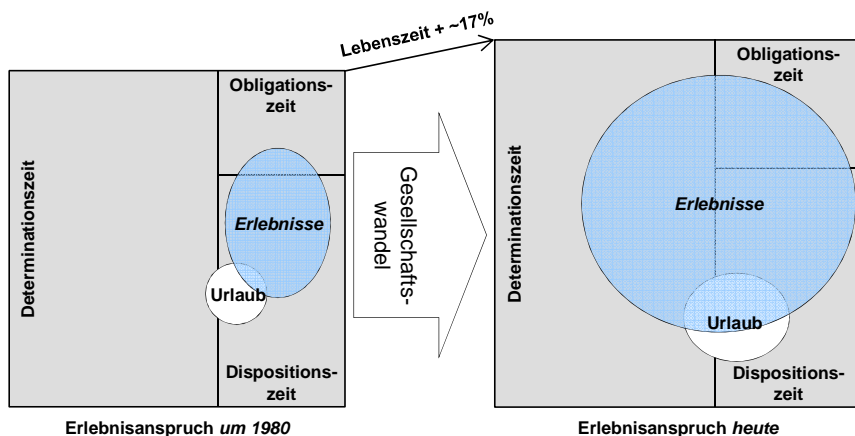 Lebenszeit + ~17%
Obligations-
zeit
Determinationszeit
Erlebnisse
Urlaub
Dispositions-
zeit
Erlebnisanspruch um 1980
Gesellschafts-
wandel
Obligations-
zeit
Determinationszeit
Erlebnisse
Urlaub
Dispositions-
zeit
Erlebnisanspruch heute